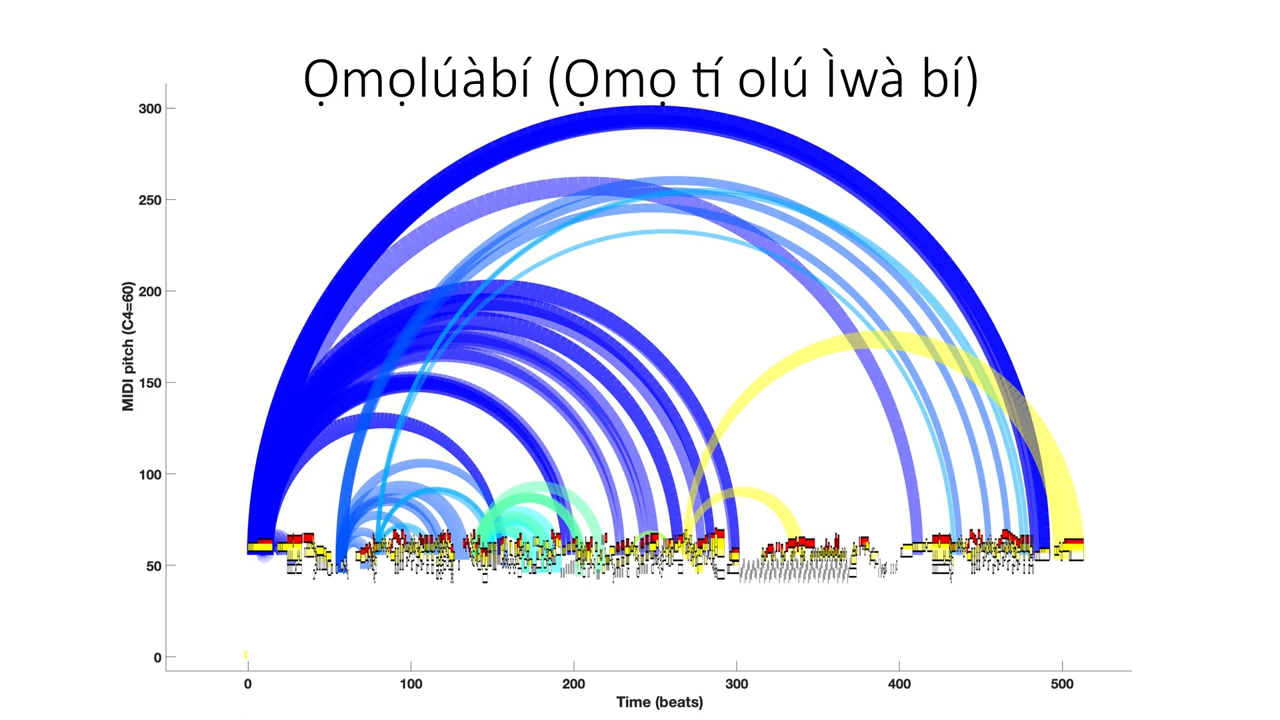 Ọmọlúàbí (Ọmọ tí olú Ìwà bí)
300
250
200
150
100
50
0
MIDI pitch (C4=60)
0 100 200 300 400 500
Time (beats)